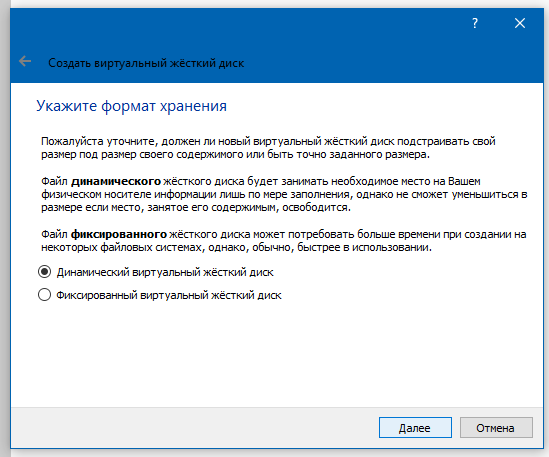 ?
Создать виртуальный жёсткий диск
Укажите формат хранения
Пожалуйста уточните, должен ли новый виртуальный жёсткий диск подстраивать свой
размер под размер своего содержимого или быть точно заданного размера.
Файл динамического жёсткого диска будет занимать необходимое место на Вашем
физическом носителе информации лишь по мере заполнения, однако не сможет уменьшиться в
размере если место, занятое его содержимым, освободится.
Файл фиксированного жёсткого диска может потребовать больше времени при создании на
некоторых файловых системах, однако, обычно, быстрее в использовании.
Динамический виртуальный жёсткий диск
Фиксированный виртуальный жёсткий диск
Далее
Отмена